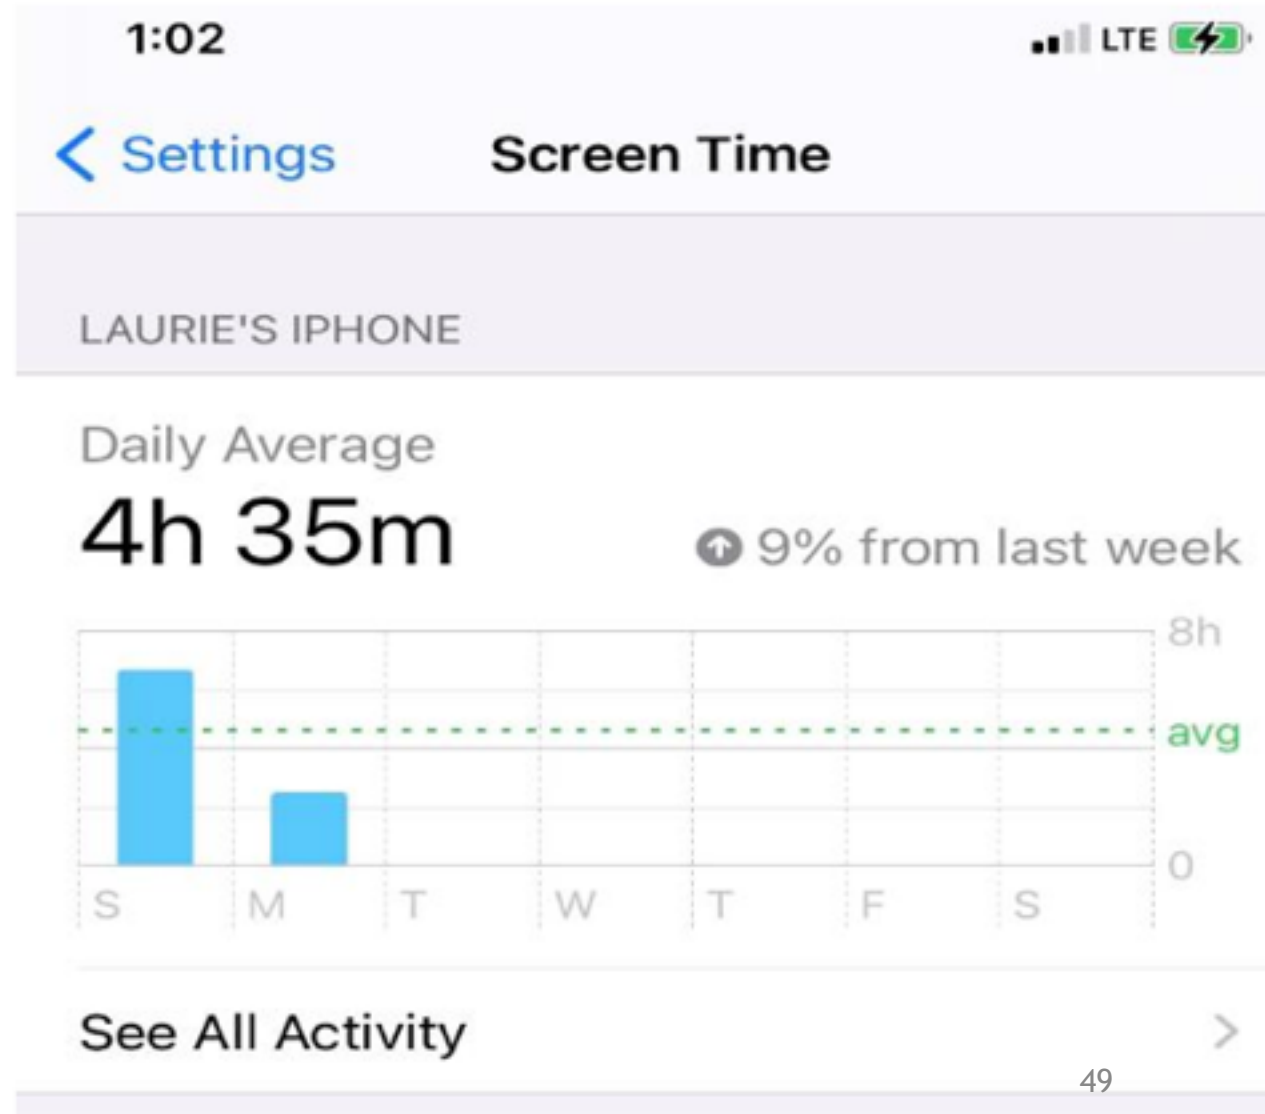 1:02 LTE
Settings Screen Time
LAURIE'S IPHONE
Daily Average
4h 35m 9% from last week
8h
avg
0
S M T W T F S
See All Activity
49